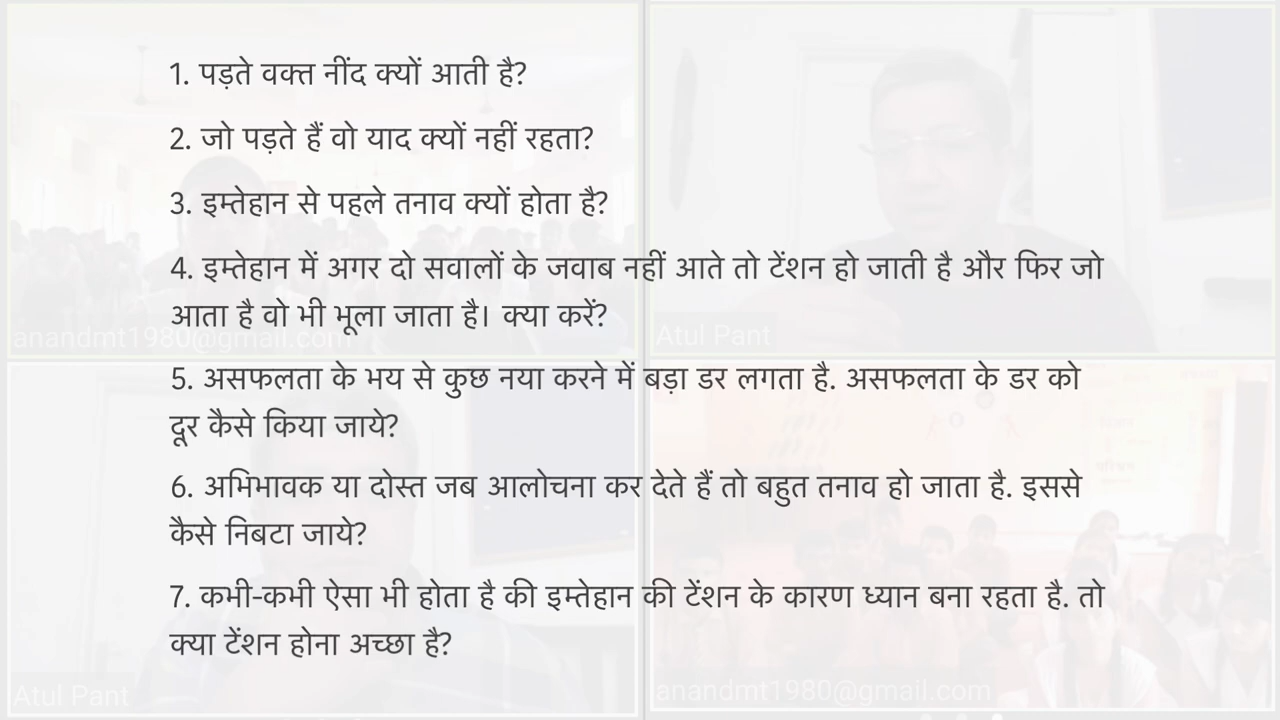 1. पड़ते वक्त नींद क्यों आती है?
2. जो पड़ते हैं वो याद क्यों नहीं रहता?
3. इम्तेहान से पहले तनाव क्यों होता है?
4. इम्तेहान में अगर दो सवालों के जवाब नहीं आते तो टेंशन हो जाती है और फिर जो
आता है वो भी भूला जाता है। क्या करें?
anandmt1980@gmail.com
Atul Pant
5. असफलता के भय से कुछ नया करने में बड़ा डर लगता है. असफलता के डर को
दूर कैसे किया जाये?
6. अभिभावक या दोस्त जब आलोचना कर देते हैं तो बहुत तनाव हो जाता है. इससे
कैसे निबटा जाये?
7. कभी-कभी ऐसा भी होता है की इम्तेहान की टेंशन के कारण ध्यान बना रहता है. तो
क्या टेंशन होना अच्छा है?
Atul Pant
anandmt1980@gmail.com